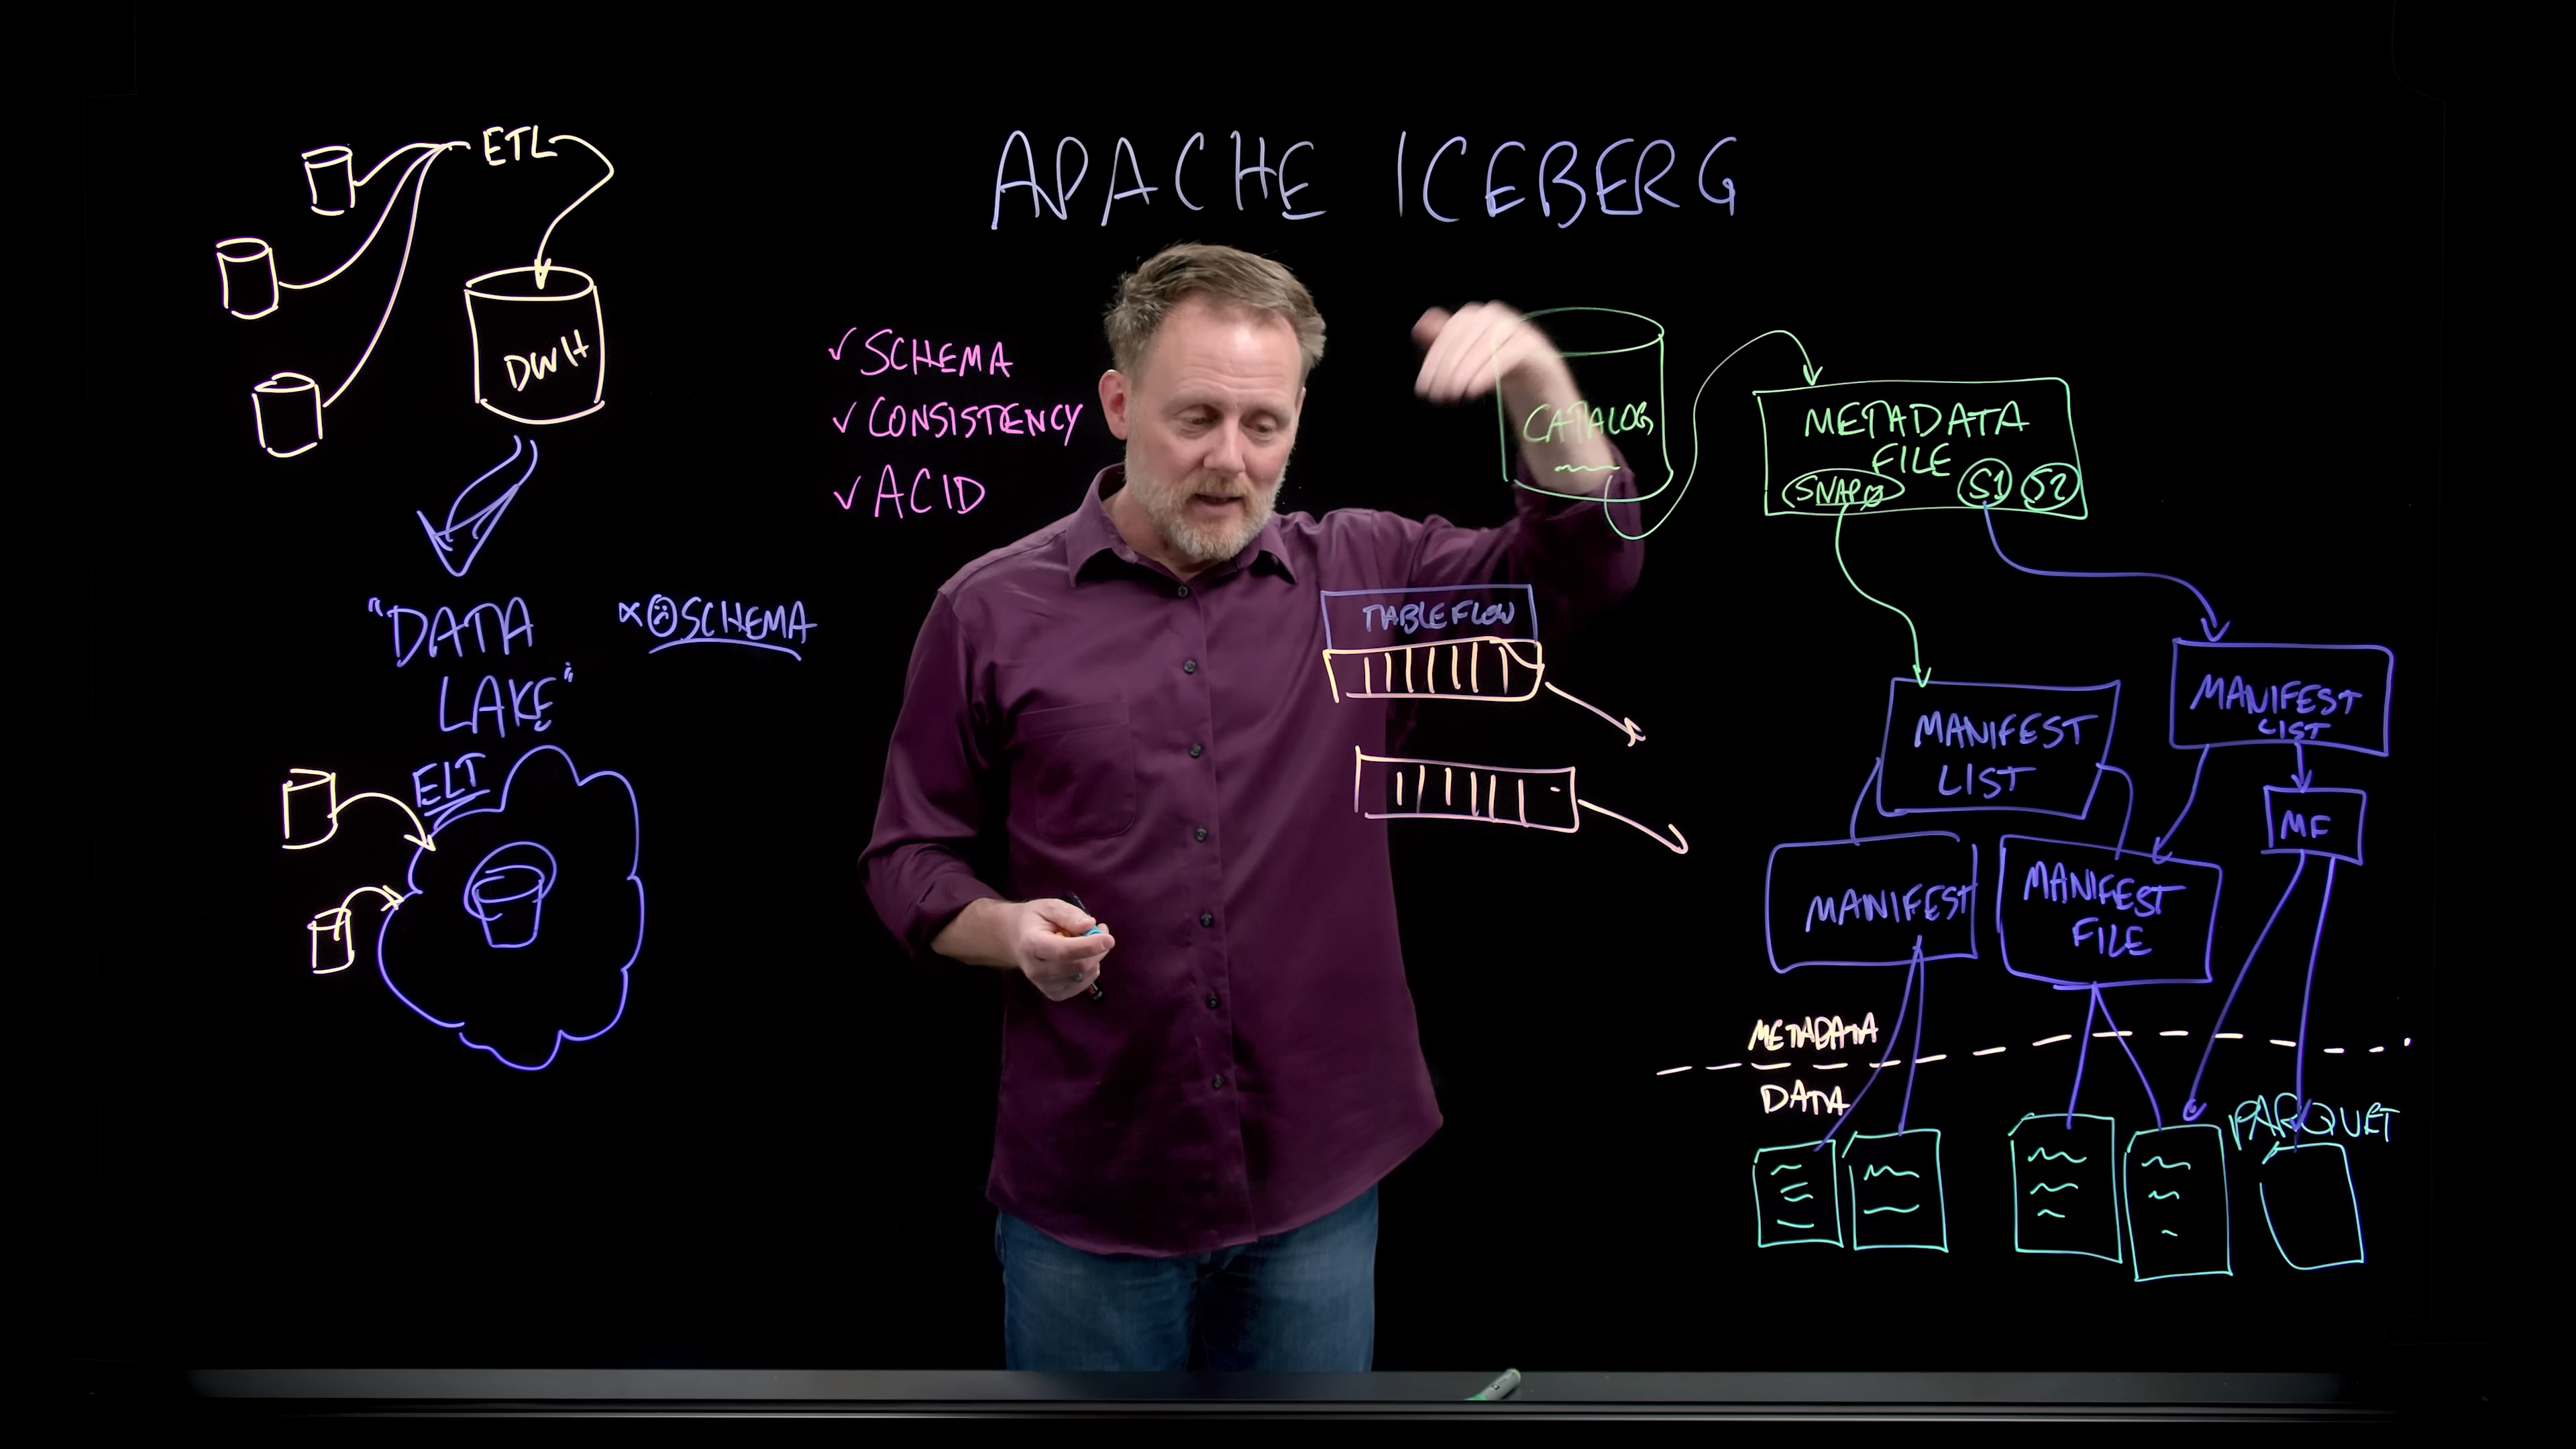 APACHE ICEBERG
ETL
DWH
"DATA
LAKE"
x☹SCHEMA
ELT
✓ SCHEMA
✓ CONSISTENCY
✓ ACID
TABLEFLOW
CATALOG
METADATA
FILE
SNAP0
S1
S2
MANIFEST
LIST
MANIFEST
LIST
MF
MANIFEST
MANIFEST
FILE
METADATA
DATA
PARQUET